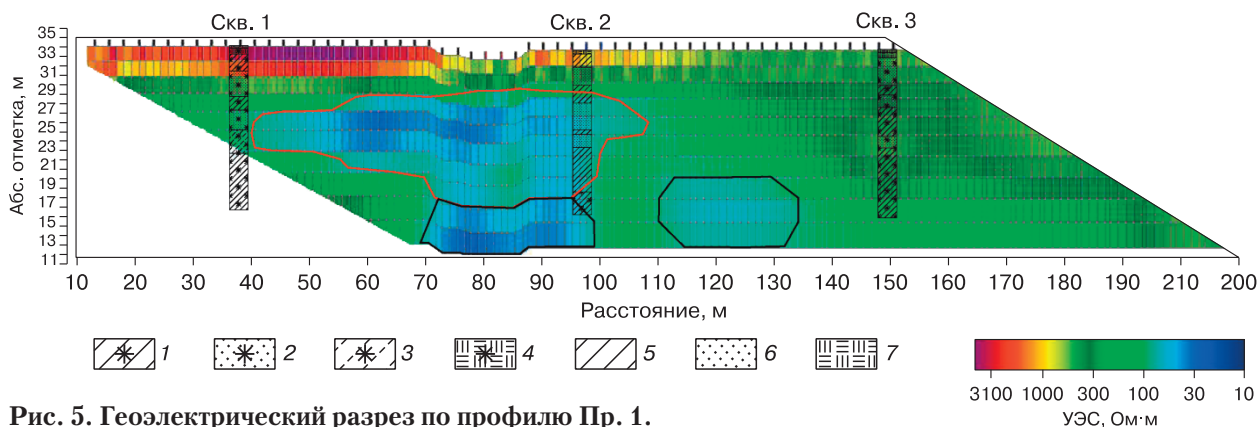 Скв. 1 Скв. 2 Скв. 3
Абс. отметка, м
35
33
31
29
27
25
23
21
19
17
15
13
11
10 20 30 40 50 60 70 80 90 100 110 120 130 140 150 160 170 180 190 200
Расстояние, м
1 2 3 4 5 6 7
3100 1000 300 100 30 10
УЭС, Ом·м
Рис. 5. Геоэлектрический разрез по профилю Пр. 1.